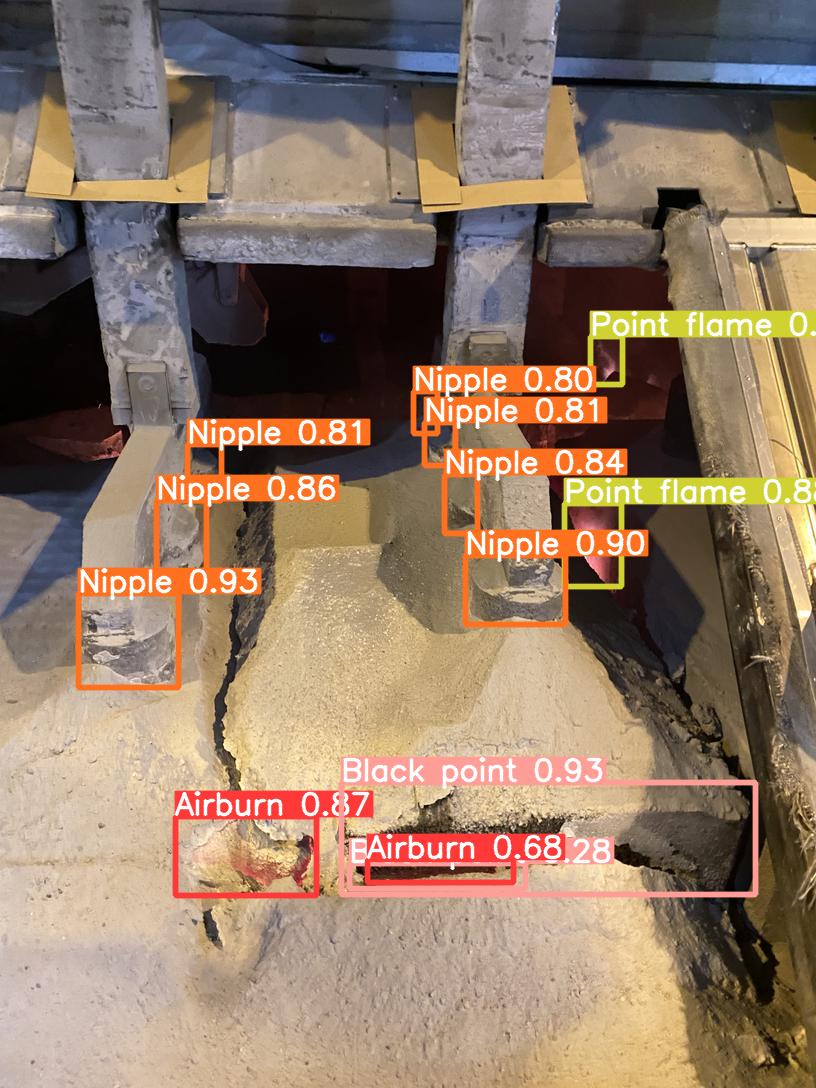 Point flame 0.
Nipple 0.80
Nipple 0.81
Nipple 0.81
Nipple 0.84
Nipple 0.86
Point flame 0.8
Nipple 0.90
Nipple 0.93
Black point 0.93
Airburn 0.87
Airburn 0.68
.28